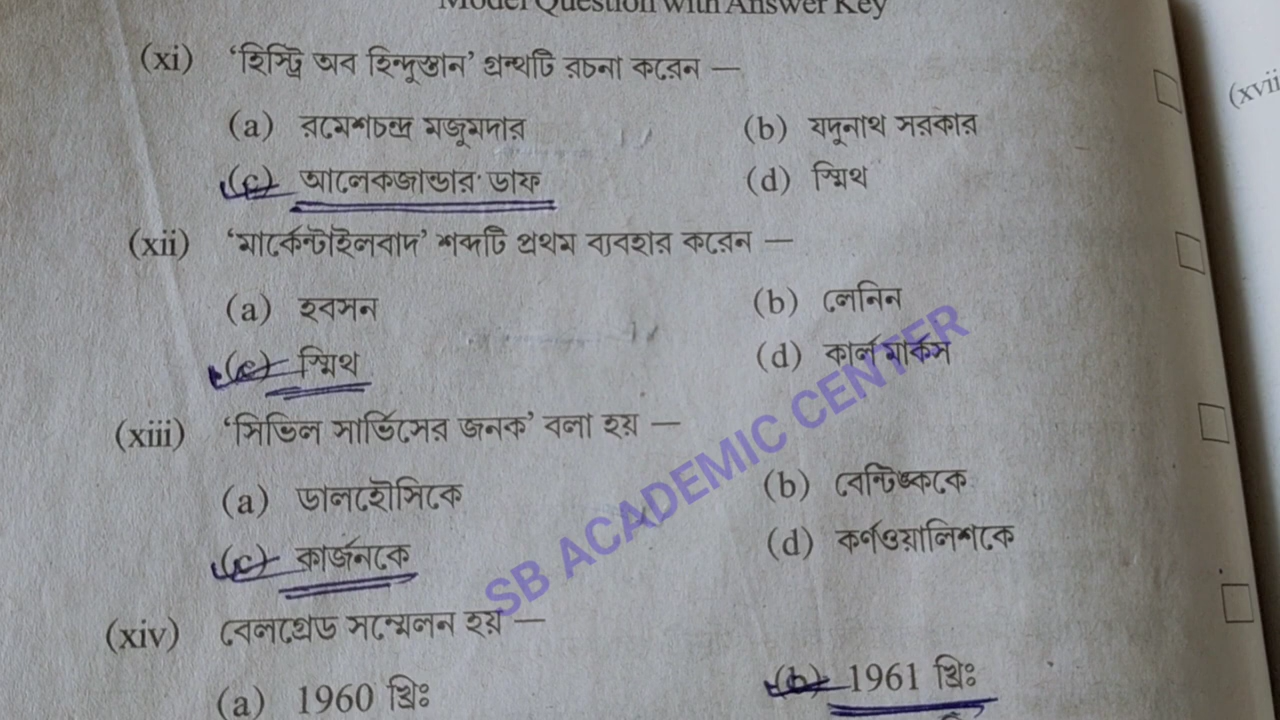 Model Question with Answer Key
(xi) 'হিস্ট্রি অব হিন্দুস্তান' গ্রন্থটি রচনা করেন —
(a) রমেশচন্দ্র মজুমদার (b) যদুনাথ সরকার
(c) আলেকজান্ডার ডাফ (d) স্মিথ
(xii) 'মার্কেন্টাইলবাদ' শব্দটি প্রথম ব্যবহার করেন —
(a) হবসন (b) লেনিন
(c) স্মিথ (d) কার্ল মার্কস
(xiii) 'সিভিল সার্ভিসের জনক' বলা হয় —
(a) ডালহৌসিকে (b) বেন্টিঙ্ককে
(c) কার্জনকে (d) কর্ণওয়ালিশকে
(xiv) বেলগ্রেড সম্মেলন হয় —
(a) 1960 খ্রিঃ (b) 1961 খ্রিঃ
(xvii
SB ACADEMIC CENTER